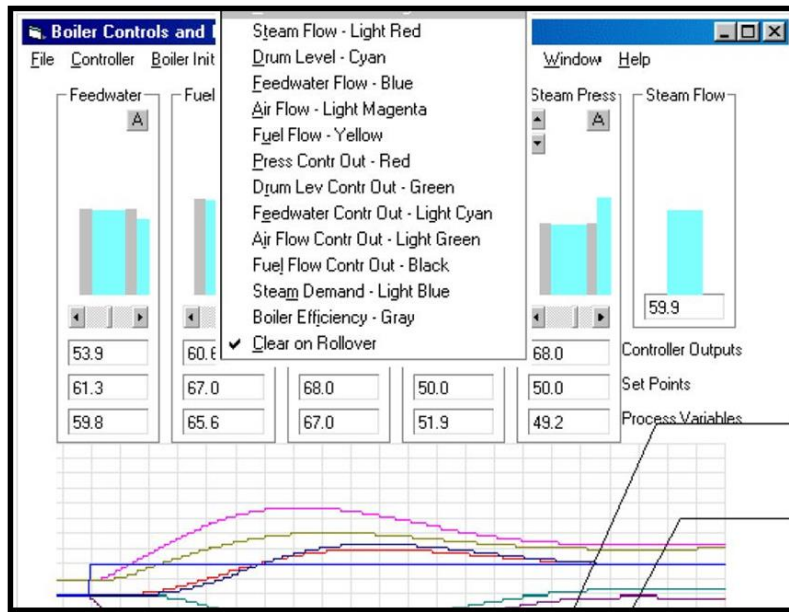 Boiler Controls and
File Controller Boiler Init Window Help
Steam Flow - Light Red
Drum Level - Cyan
Feedwater Flow - Blue
Air Flow - Light Magenta
Fuel Flow - Yellow
Press Contr Out - Red
Drum Lev Contr Out - Green
Feedwater Contr Out - Light Cyan
Air Flow Contr Out - Light Green
Fuel Flow Contr Out - Black
Steam Demand - Light Blue
Boiler Efficiency - Gray
✓ Clear on Rollover
Feedwater Fuel Steam Press Steam Flow
A A
59.9
53.9 60.6 68.0 Controller Outputs
61.3 67.0 68.0 50.0 50.0 Set Points
59.8 65.6 67.0 51.9 49.2 Process Variables